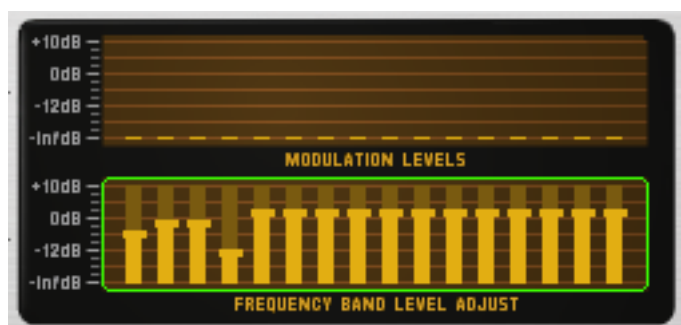 +10dB
0dB
-12dB
-InfdB
MODULATION LEVELS
+10dB
0dB
-12dB
-InfdB
FREQUENCY BAND LEVEL ADJUST